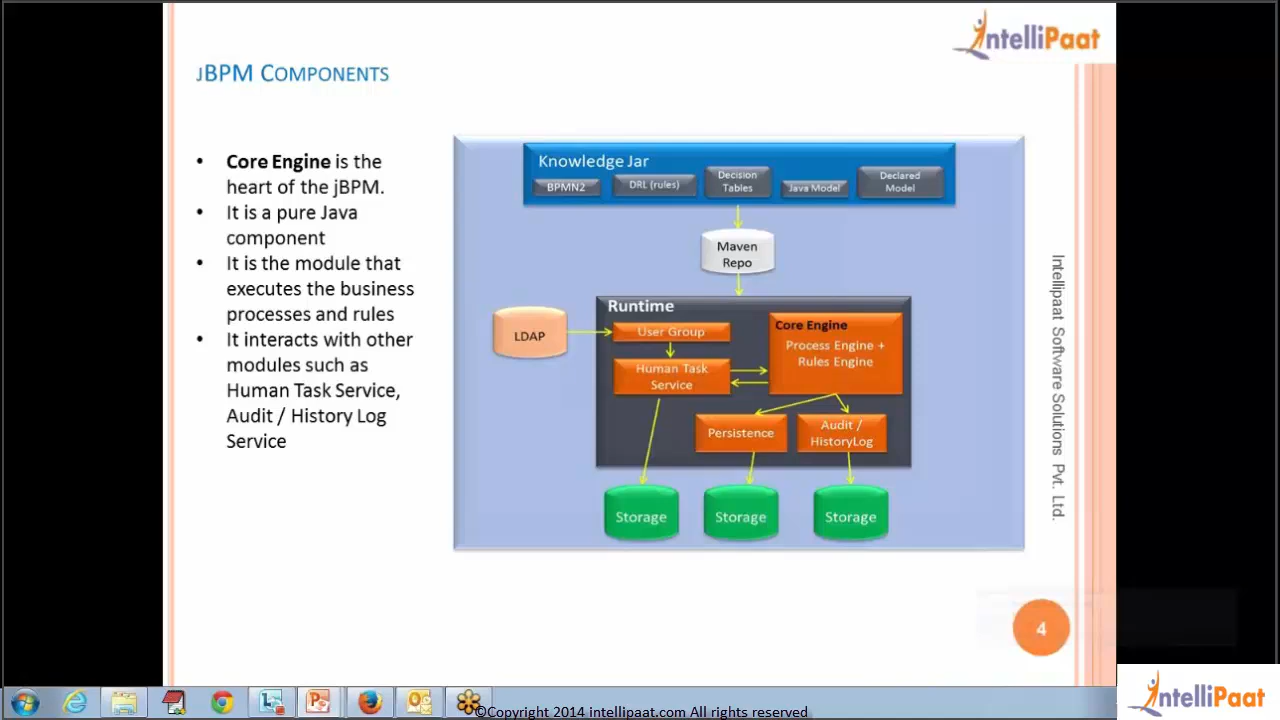 IntelliPaat
jBPM Components
• Core Engine is the
heart of the jBPM.
• It is a pure Java
component
• It is the module that
executes the business
processes and rules
• It interacts with other
modules such as
Human Task Service,
Audit / History Log
Service
Knowledge Jar
BPMN2
DRL (rules)
Decision
Tables
Java Model
Declared
Model
Maven
Repo
Runtime
LDAP
User Group
Human Task
Service
Core Engine
Process Engine +
Rules Engine
Persistence
Audit /
HistoryLog
Storage
Storage
Storage
Intellipaat Software Solutions Pvt. Ltd.
4
IntelliPaat
©Copyright 2014 intellipaat.com All rights reserved